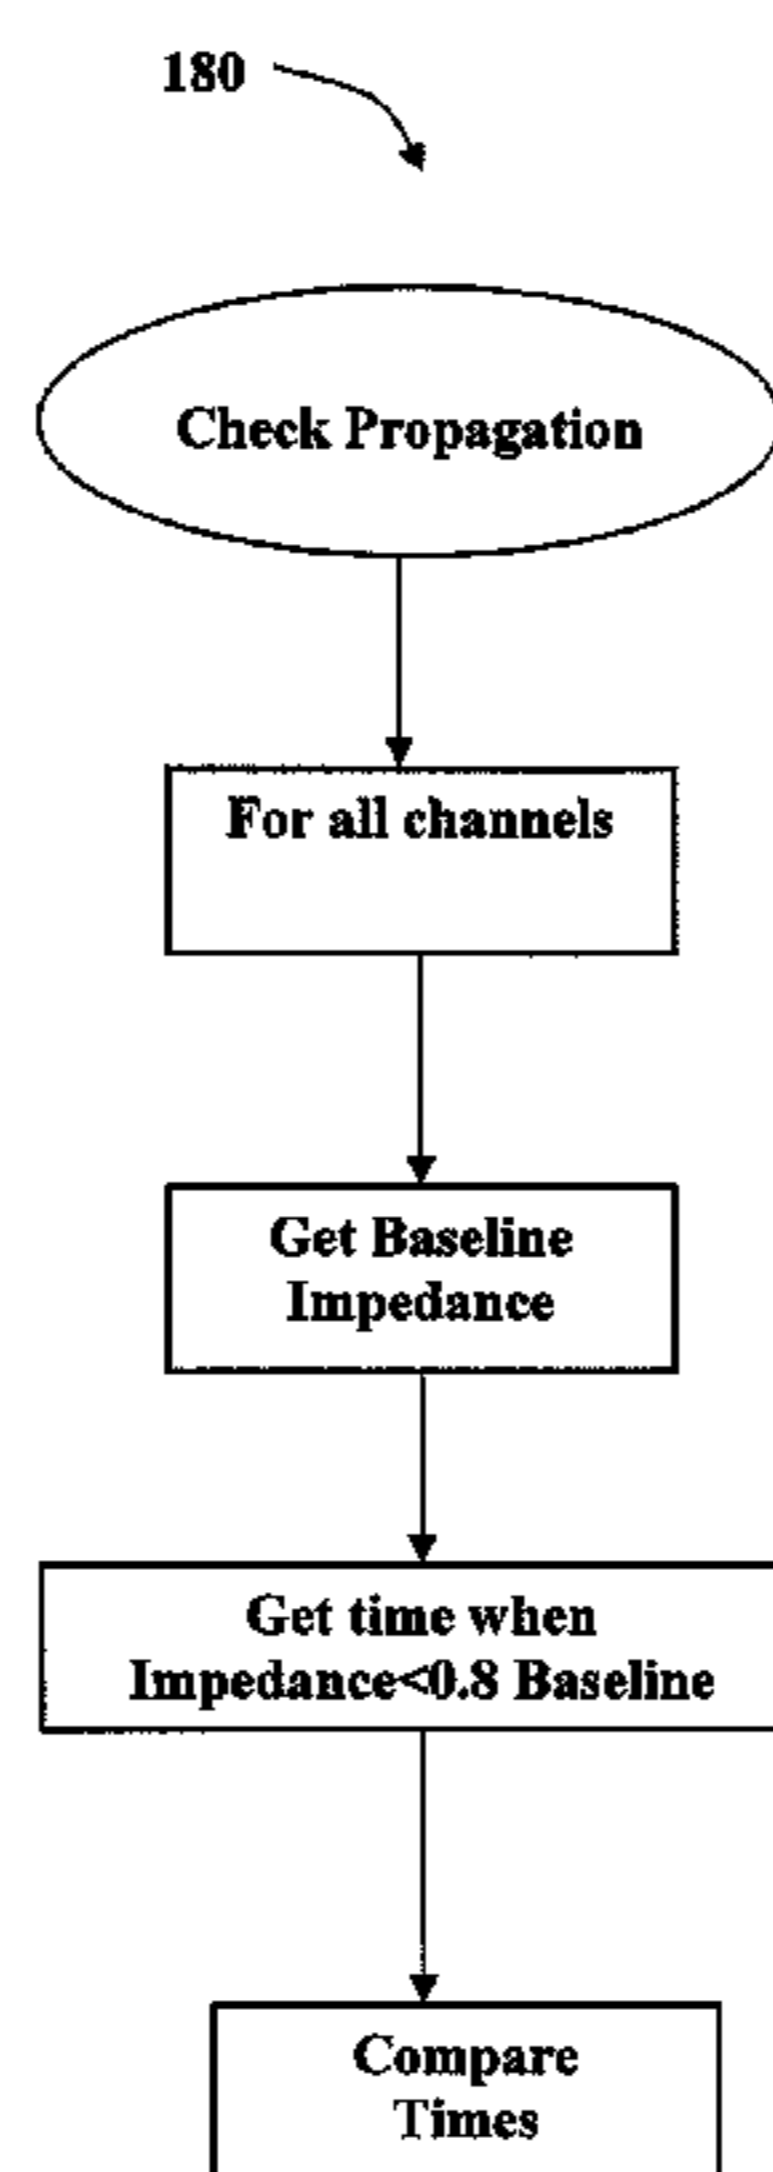 180
Check Propagation
For all channels
Get Baseline
Impedance
Get time when
Impedance<0.8 Baseline
Compare
Times